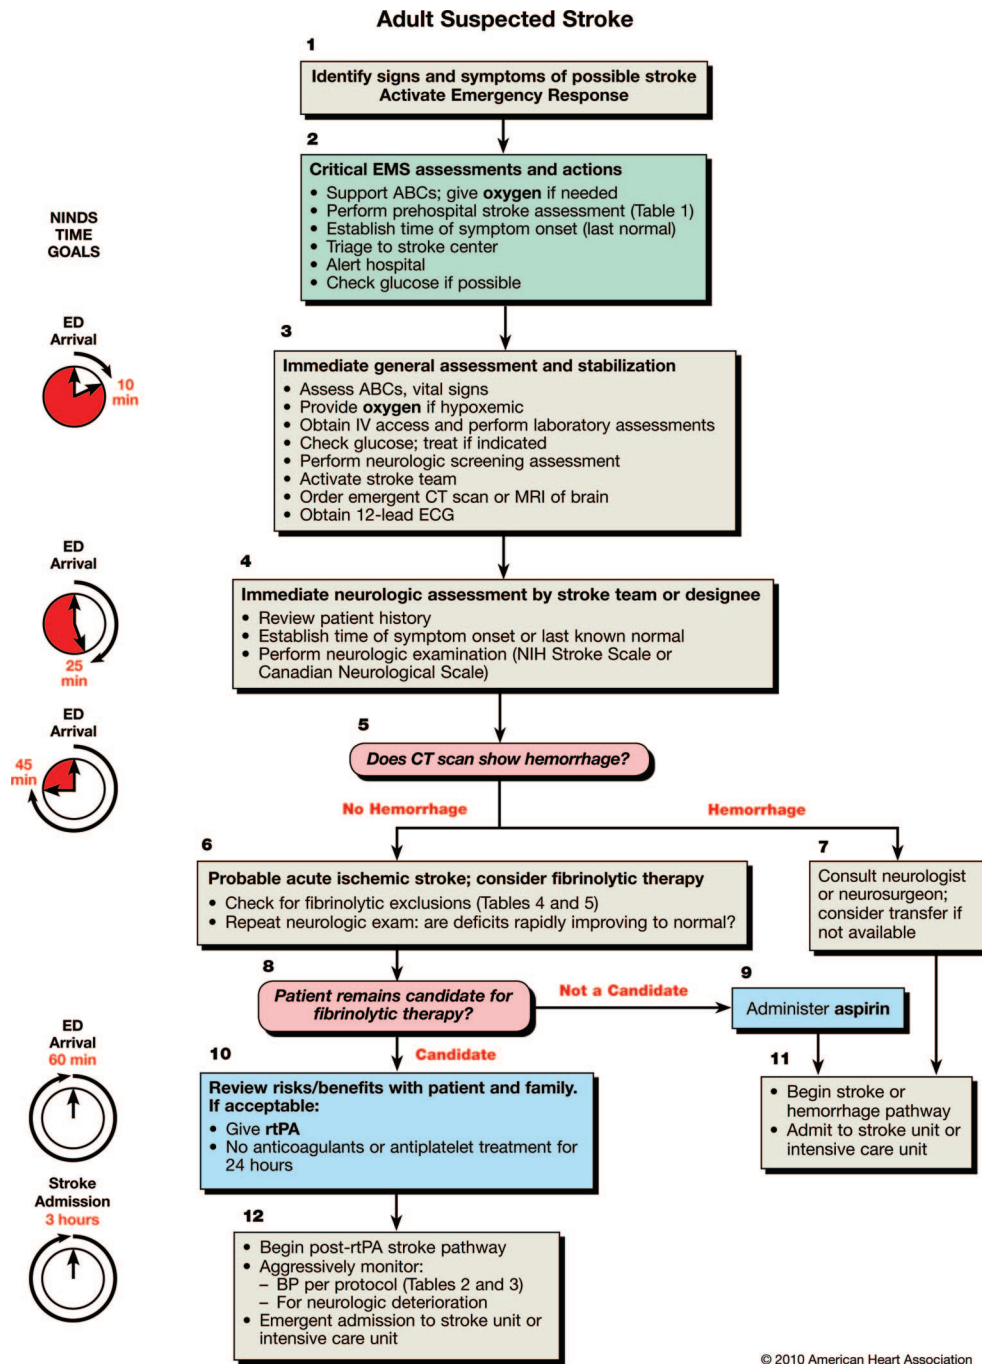 Adult Suspected Stroke
1
Identify signs and symptoms of possible stroke
Activate Emergency Response
2
Critical EMS assessments and actions
• Support ABCs; give oxygen if needed
• Perform prehospital stroke assessment (Table 1)
• Establish time of symptom onset (last normal)
• Triage to stroke center
• Alert hospital
• Check glucose if possible
NINDS
TIME
GOALS
ED
Arrival
10
min
3
Immediate general assessment and stabilization
• Assess ABCs, vital signs
• Provide oxygen if hypoxemic
• Obtain IV access and perform laboratory assessments
• Check glucose; treat if indicated
• Perform neurologic screening assessment
• Activate stroke team
• Order emergent CT scan or MRI of brain
• Obtain 12-lead ECG
ED
Arrival
25
min
4
Immediate neurologic assessment by stroke team or designee
• Review patient history
• Establish time of symptom onset or last known normal
• Perform neurologic examination (NIH Stroke Scale or
Canadian Neurological Scale)
ED
Arrival
45
min
5
Does CT scan show hemorrhage?
No Hemorrhage
Hemorrhage
6
Probable acute ischemic stroke; consider fibrinolytic therapy
• Check for fibrinolytic exclusions (Tables 4 and 5)
• Repeat neurologic exam: are deficits rapidly improving to normal?
7
Consult neurologist
or neurosurgeon;
consider transfer if
not available
8
Patient remains candidate for
fibrinolytic therapy?
Not a Candidate
9
Administer aspirin
Candidate
ED
Arrival
60 min
10
Review risks/benefits with patient and family.
If acceptable:
• Give rtPA
• No anticoagulants or antiplatelet treatment for
24 hours
11
• Begin stroke or
hemorrhage pathway
• Admit to stroke unit or
intensive care unit
Stroke
Admission
3 hours
12
• Begin post-rtPA stroke pathway
• Aggressively monitor:
– BP per protocol (Tables 2 and 3)
– For neurologic deterioration
• Emergent admission to stroke unit or
intensive care unit
© 2010 American Heart Association